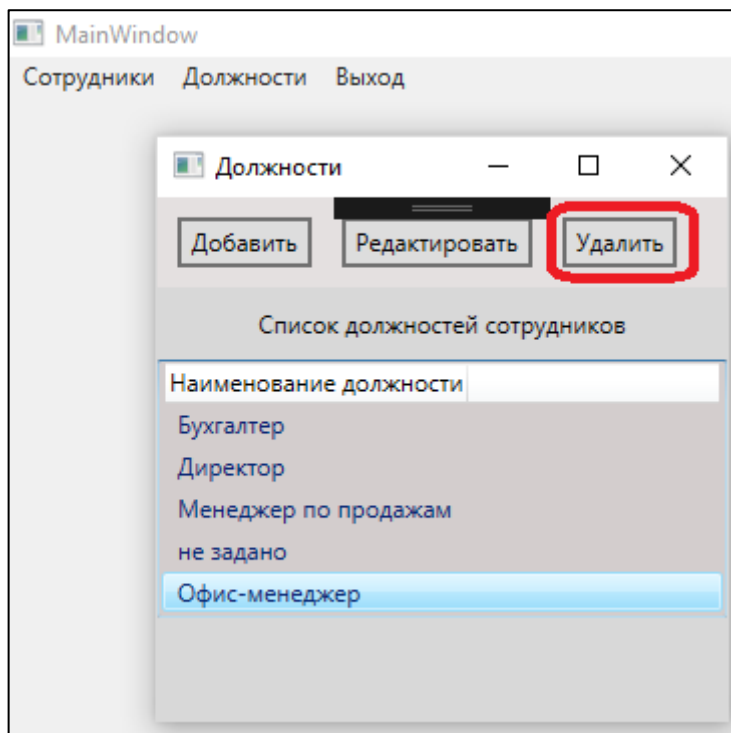 MainWindow
Сотрудники Должности Выход
Должности
Добавить Редактировать Удалить
Список должностей сотрудников
Наименование должности
Бухгалтер
Директор
Менеджер по продажам
не задано
Офис-менеджер